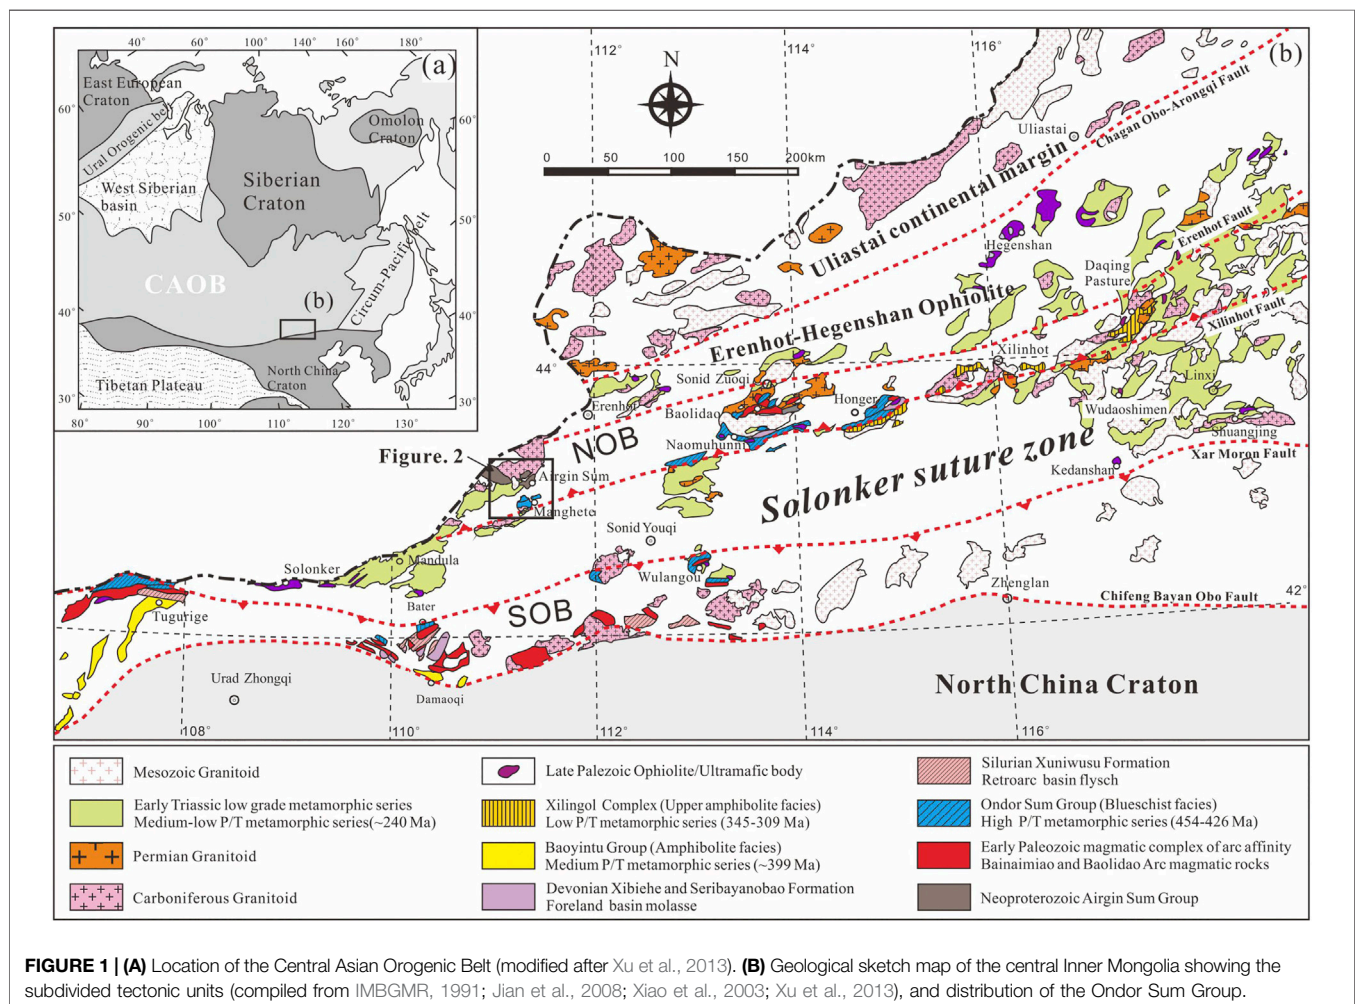 40°
60°
100°
140°
160°
180°
(a)
East European
Craton
60°
Ural Orogenic belt
Omolon
Craton
60°
West Siberian
basin
Siberian
Craton
50°
50°
Circum-Pacific belt
CAOB
(b)
40°
40°
North China
Craton
Tibetan Plateau
30°
30°
80°
90°
100°
110°
120°
130°
112°
114°
116°
(b)
N
0
50
100
150
200km
Uliastai
Chagan Obo-Arongqi Fault
Uliastai continental margin
Hegenshan
Erenhot Fault
Daqing
Pasture
Erenhot-Hegenshan Ophiolite
Xilinhot Fault
44°
Xilinhot
Sonid Zuoqi
Linxi
Erenhot
Baolidao
Honger
Wudaoshimen
NOB
Naomuhunni
Shuangjing
Figure. 2
Solonker suture zone
Xar Moron Fault
Airgin Sum
Kedanshan
Manghete
Sonid Youqi
Mandula
Solonker
Wulangou
Zhenglan
42°
Bater
SOB
Chifeng Bayan Obo Fault
Tugurige
Urad Zhongqi
Damaoqi
North China Craton
108°
110°
112°
114°
116°
Mesozoic Granitoid
Early Triassic low grade metamorphic series
Medium-low P/T metamorphic series(~240 Ma)
Permian Granitoid
Carboniferous Granitoid
Late Palezoic Ophiolite/Ultramafic body
Xilingol Complex (Upper amphibolite facies)
Low P/T metamorphic series (345-309 Ma)
Baoyintu Group (Amphibolite facies)
Medium P/T metamorphic series (~399 Ma)
Devonian Xibiehe and Seribayanobao Formation
Foreland basin molasse
Silurian Xuniwusu Formation
Retroarc basin flysch
Ondor Sum Group (Blueschist facies)
High P/T metamorphic series (454-426 Ma)
Early Paleozoic magmatic complex of arc affinity
Bainaimiao and Baolidao Arc magmatic rocks
Neoproterozoic Airgin Sum Group
FIGURE 1 | (A) Location of the Central Asian Orogenic Belt (modified after Xu et al., 2013). (B) Geological sketch map of the central Inner Mongolia showing the
subdivided tectonic units (compiled from IMBGMR, 1991; Jian et al., 2008; Xiao et al., 2003; Xu et al., 2013), and distribution of the Ondor Sum Group.